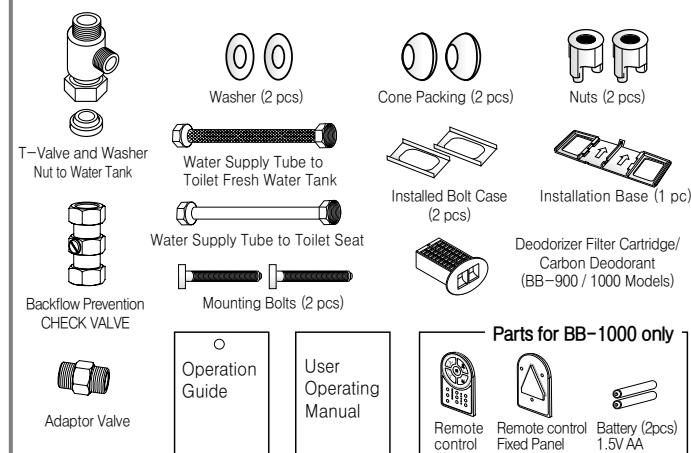 Washer (2 pcs)
Cone Packing (2 pcs)
Nuts (2 pcs)
T-Valve and Washer
Nut to Water Tank
Water Supply Tube to
Toilet Fresh Water Tank
Installed Bolt Case
(2 pcs)
Installation Base (1 pc)
Water Supply Tube to Toilet Seat
Deodorizer Filter Cartridge/
Carbon Deodorant
(BB-900 / 1000 Models)
Backflow Prevention
CHECK VALVE
Mounting Bolts (2 pcs)
Adaptor Valve
Operation
Guide
User
Operating
Manual
Parts for BB-1000 only
Remote
control
Remote control
Fixed Panel
Battery (2pcs)
1.5V AA